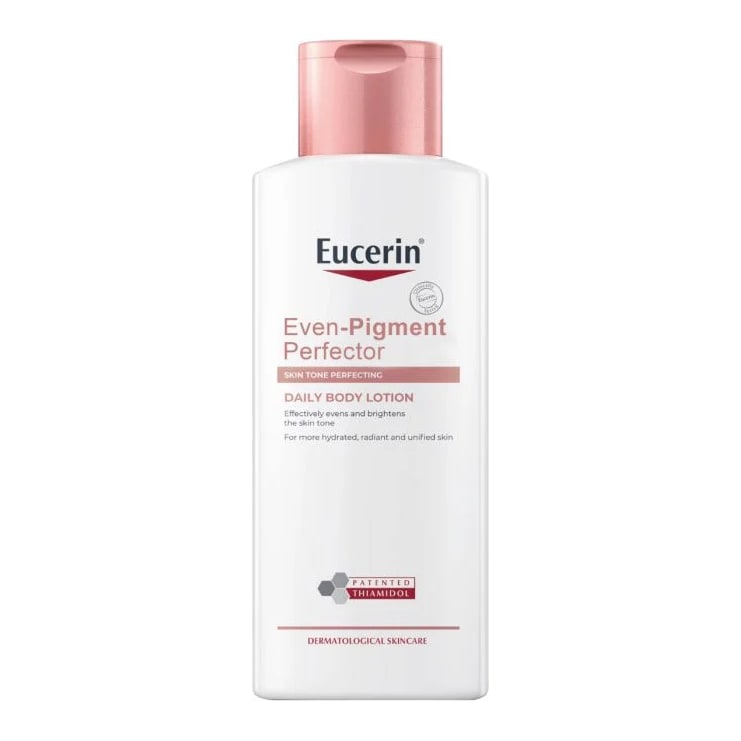 Eucerin®
Eucerin
Even-Pigment
Perfector
SKIN TONE PERFECTING
DAILY BODY LOTION
Effectively evens and brightens
the skin tone
For more hydrated, radiant and unified skin
PATENTED
THIAMIDOL
DERMATOLOGICAL SKINCARE